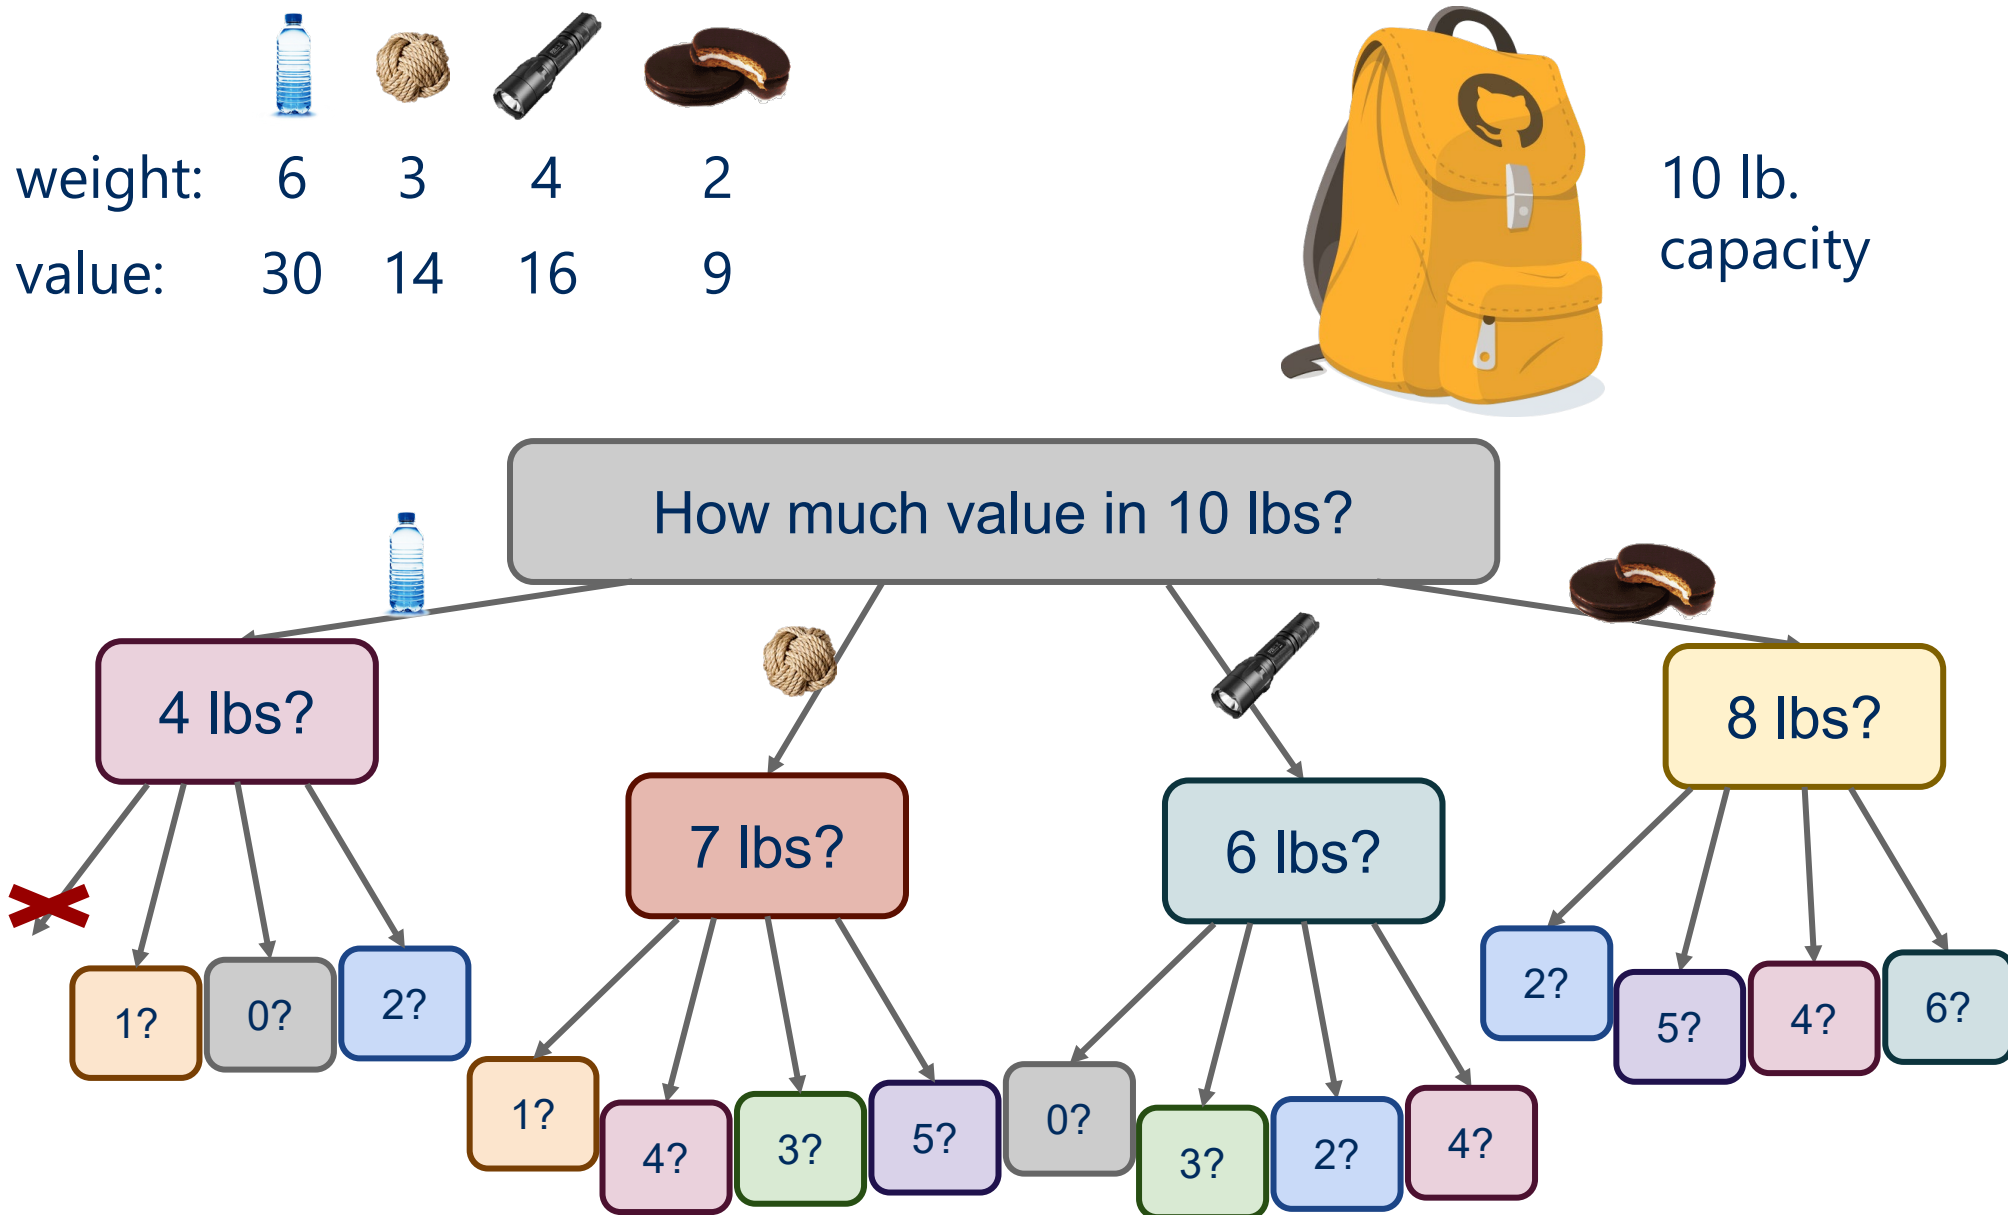 weight: 6 3 4 2
value: 30 14 16 9
10 lb.
capacity
How much value in 10 lbs?
4 lbs?
7 lbs?
6 lbs?
8 lbs?
1?
0?
2?
1?
4?
3?
5?
0?
3?
2?
4?
2?
5?
4?
6?